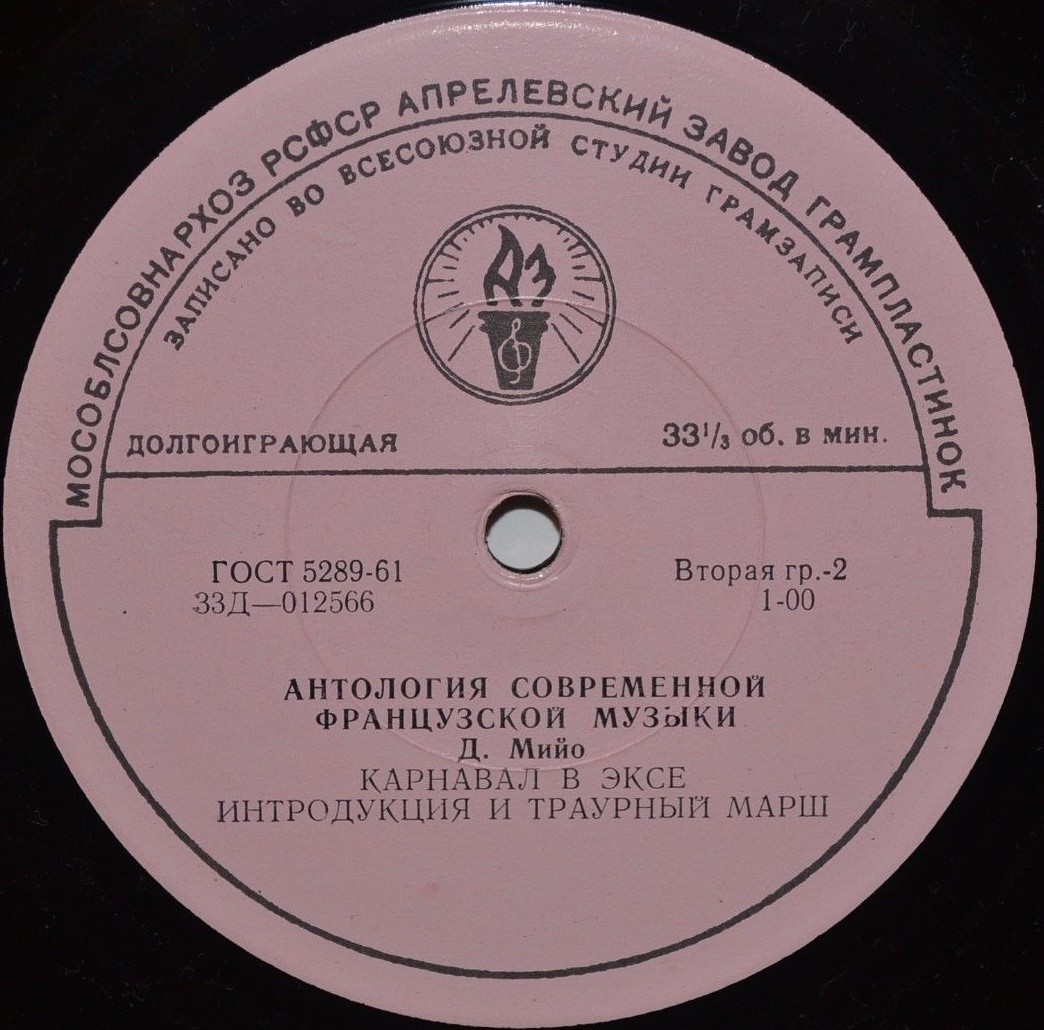 МОСОБЛСОВНАРХОЗ РСФСР АПРЕЛЕВСКИЙ ЗАВОД ГРАМПЛАСТИНОК
ЗАПИСАНО ВО ВСЕСОЮЗНОЙ СТУДИИ ГРАМЗАПИСИ
АЗ
ДОЛГОИГРАЮЩАЯ
33⅓ об. в мин.
ГОСТ 5289-61
Вторая гр.-2
33Д—012566
1-00
АНТОЛОГИЯ СОВРЕМЕННОЙ
ФРАНЦУЗСКОЙ МУЗЫКИ
Д. Мийо
КАРНАВАЛ В ЭКСЕ
ИНТРОДУКЦИЯ И ТРАУРНЫЙ МАРШ